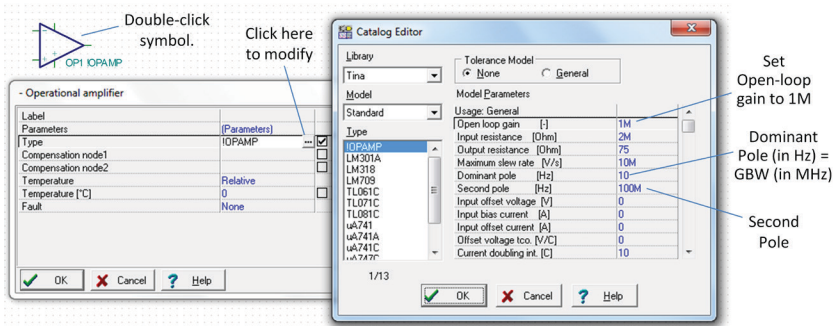 Double-click
symbol.
OP1 !OPAMP
Click here
to modify
- Operational amplifier
Label
Parameters (Parameters)
Type !OPAMP ...
Compensation node1
Compensation node2
Temperature Relative
Temperature [°C] 0
Fault None
OK Cancel ? Help
Catalog Editor
Library
Tina
Model
Standard
Type
!OPAMP
LM301A
LM318
LM709
TL061C
TL071C
TL081C
uA741
uA741A
uA741C
uA747C
1/13
Tolerance Model
None General
Model Parameters
Usage: General
Open loop gain [-] 1M
Input resistance [Ohm] 2M
Output resistance [Ohm] 75
Maximum slew rate [V/s] 10M
Dominant pole [Hz] 10
Second pole [Hz] 100M
Input offset voltage [V] 0
Input bias current [A] 0
Input offset current [A] 0
Offset voltage tco. [V/C] 0
Current doubling int. [C] 10
OK Cancel ? Help
Set
Open-loop
gain to 1M
Dominant
Pole (in Hz) =
GBW (in MHz)
Second
Pole